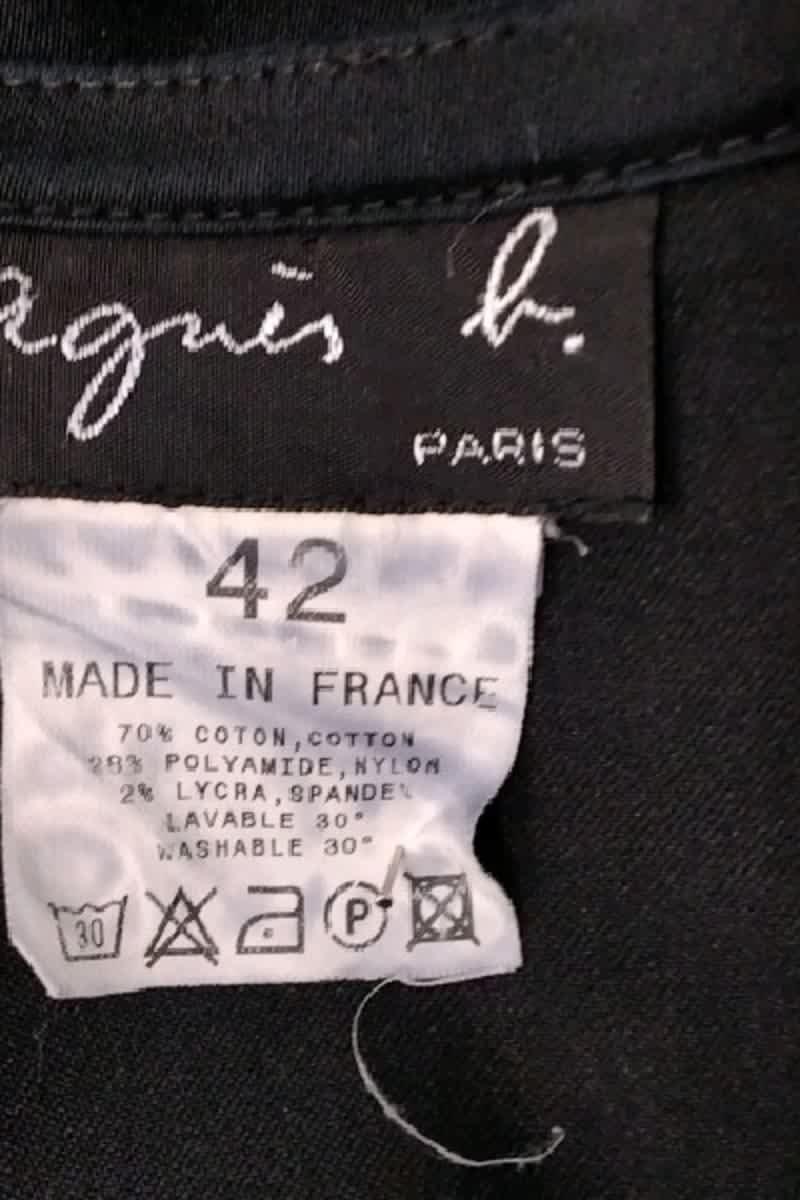 agnès b.
PARIS
42
MADE IN FRANCE
70% COTON,COTTON
28% POLYAMIDE,NYLON
2% LYCRA,SPANDEX
LAVABLE 30°
WASHABLE 30°
30 P